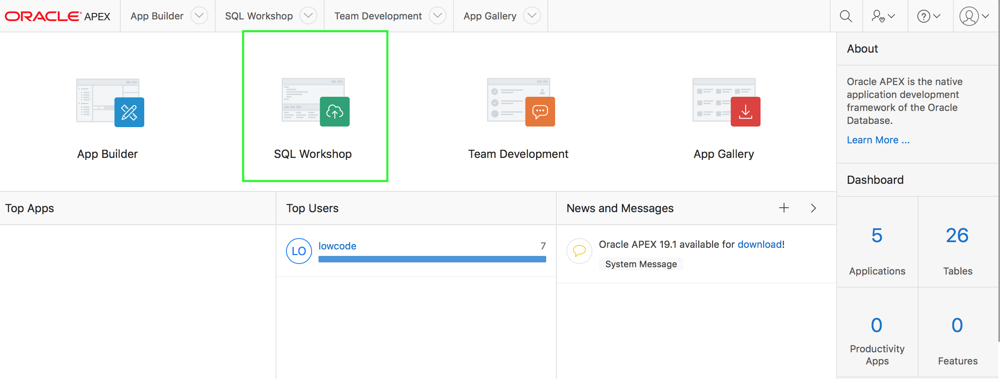 ORACLE® APEX
App Builder
SQL Workshop
Team Development
App Gallery
App Builder
SQL Workshop
Team Development
App Gallery
About
Oracle APEX is the native
application development
framework of the Oracle
Database.
Learn More ...
Top Apps
Top Users
LO
lowcode
7
News and Messages
Oracle APEX 19.1 available for download!
System Message
Dashboard
5
Applications
26
Tables
0
Productivity
Apps
0
Features